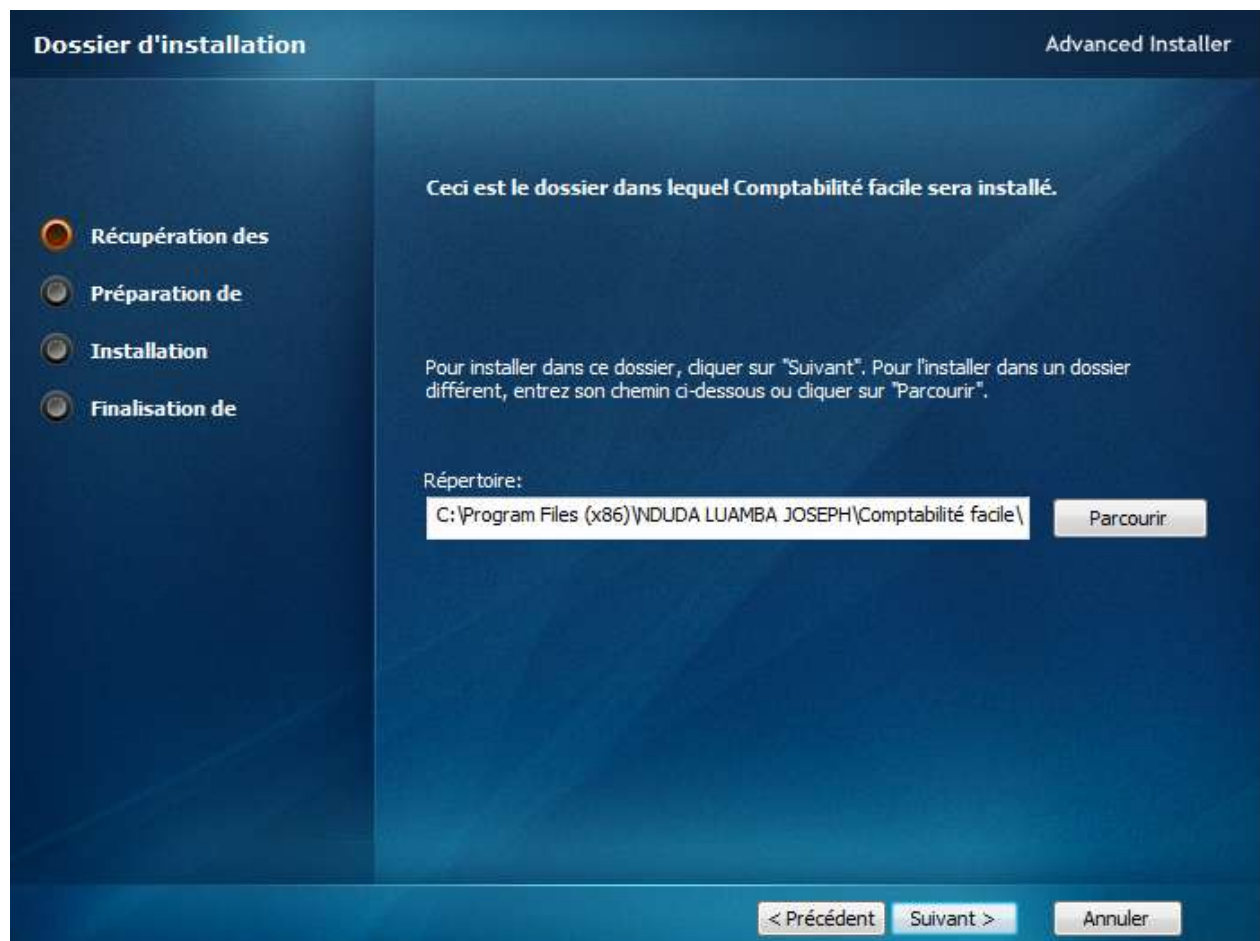 Dossier d'installation
Advanced Installer
Ceci est le dossier dans lequel Comptabilité facile sera installé.
Récupération des
Préparation de
Installation
Finalisation de
Pour installer dans ce dossier, cliquer sur "Suivant". Pour l'installer dans un dossier
différent, entrez son chemin ci-dessous ou cliquer sur "Parcourir".
Répertoire:
C:\Program Files (x86)\NDUDA LUAMBA JOSEPH\Comptabilité facile\
Parcourir
< Précédent
Suivant >
Annuler